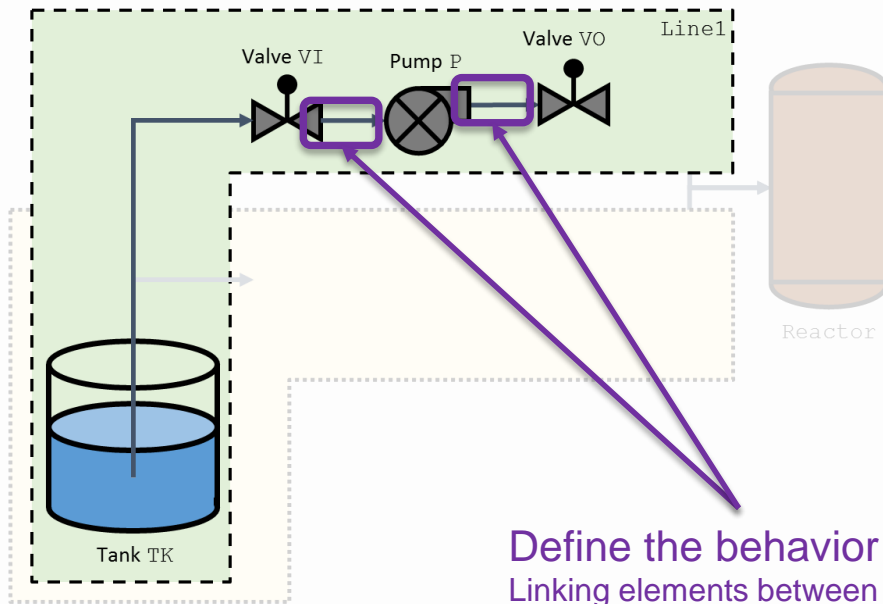 Line1
Valve VO
Valve VI
Pump P
Reactor
Tank TK
Define the behavior
Linking elements between